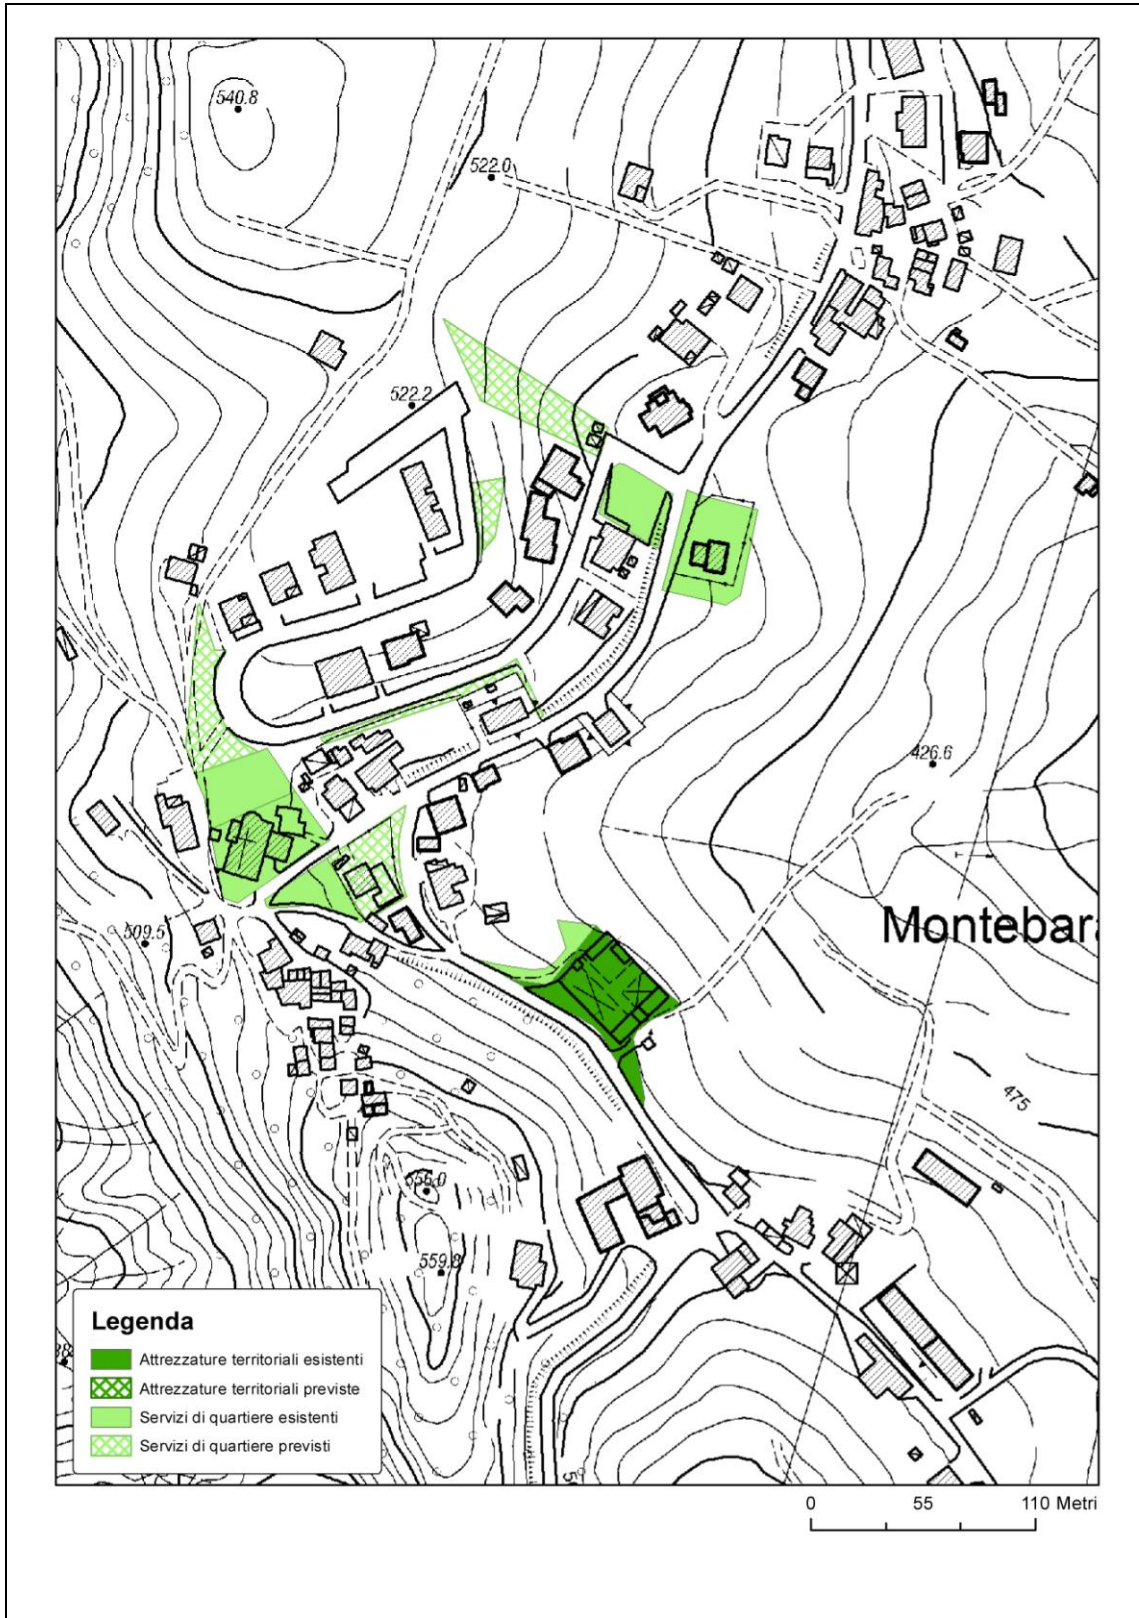 540.8
522.0
522.2
426.6
Montebara
509.5
475
556.0
559.8
Legenda
Attrezzature territoriali esistenti
Attrezzature territoriali previste
Servizi di quartiere esistenti
Servizi di quartiere previsti
0 55 110 Metri